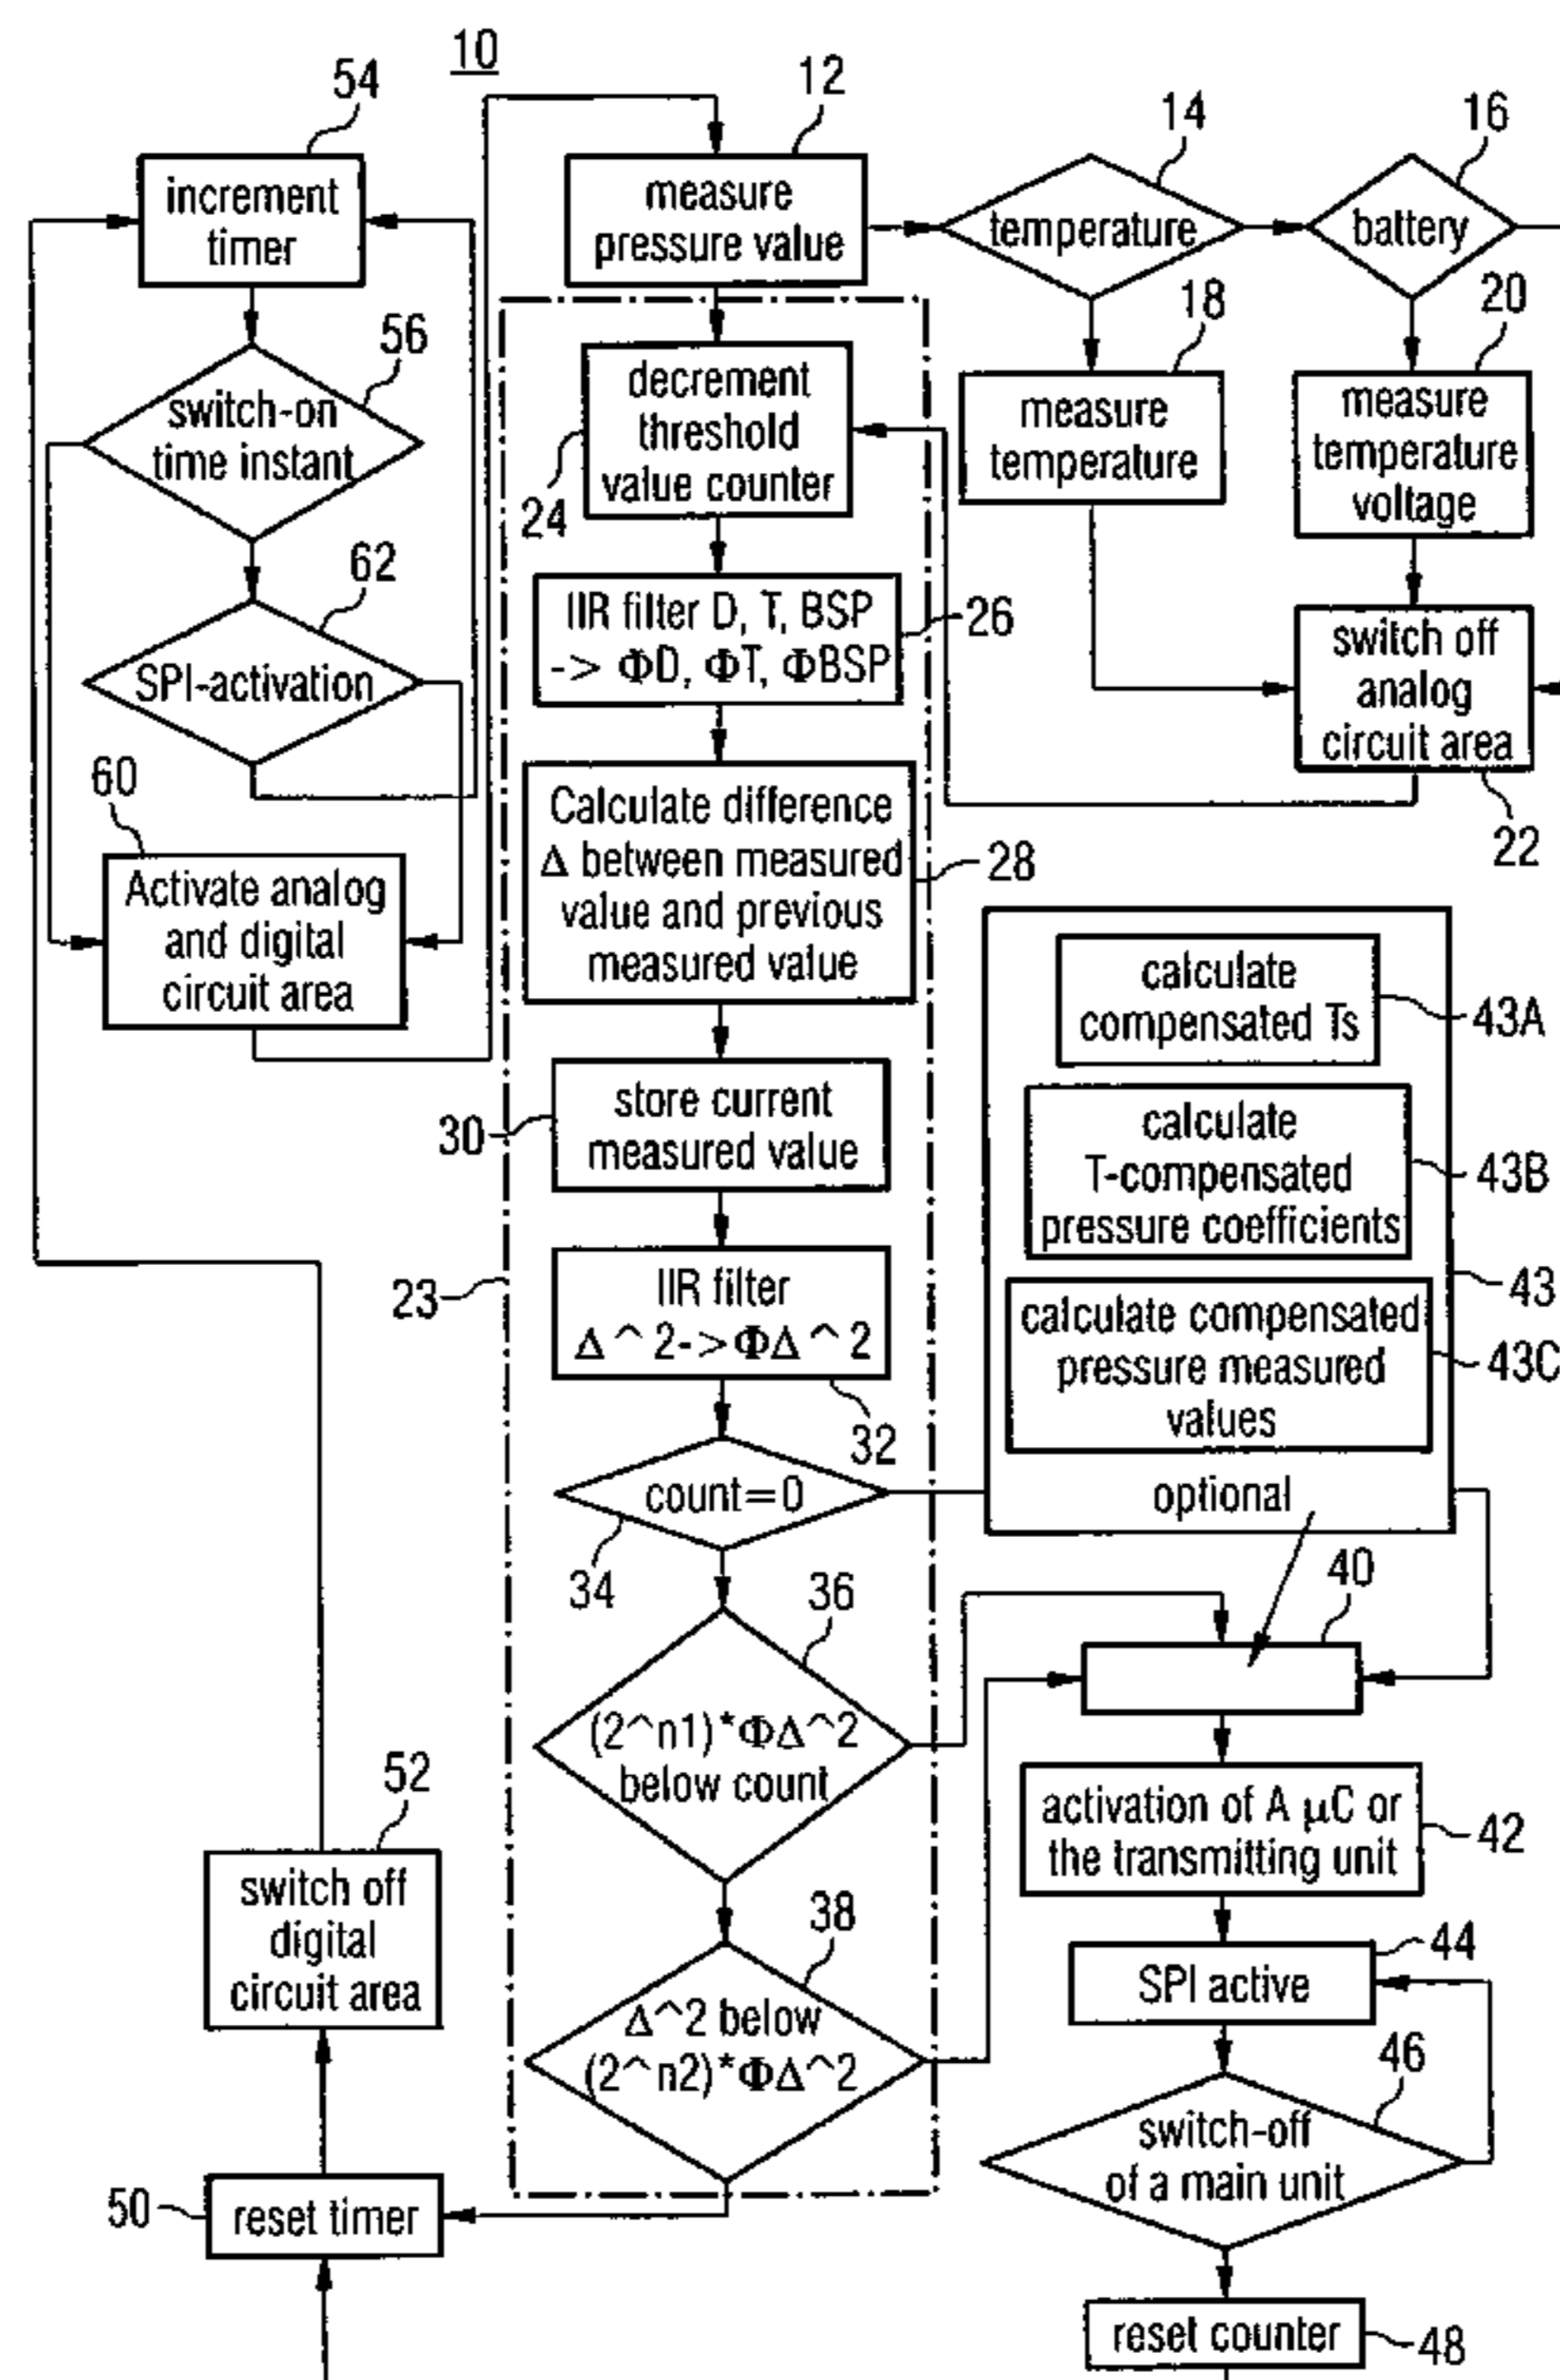 10
54
12
14
16
increment
timer
measure
pressure value
temperature
battery
56
switch-on
time instant
decrement
threshold
value counter
24
18
measure
temperature
20
measure
temperature
voltage
62
SPI-activation
IIR filter D, T, BSP
-> ΦD, ΦT, ΦBSP
26
switch off
analog
circuit area
22
60
Activate analog
and digital
circuit area
Calculate difference
Δ between measured
value and previous
measured value
28
calculate
compensated Ts
43A
30
store current
measured value
calculate
T-compensated
pressure coefficients
43B
23
IIR filter
Δ^2->ΦΔ^2
32
43
calculate compensated
pressure measured
values
43C
count=0
34
optional
36
40
(2^n1)*ΦΔ^2
below count
52
switch off
digital
circuit area
activation of A µC or
the transmitting unit
42
38
Δ^2 below
(2^n2)*ΦΔ^2
44
SPI active
46
switch-off
of a main unit
50
reset timer
reset counter
48